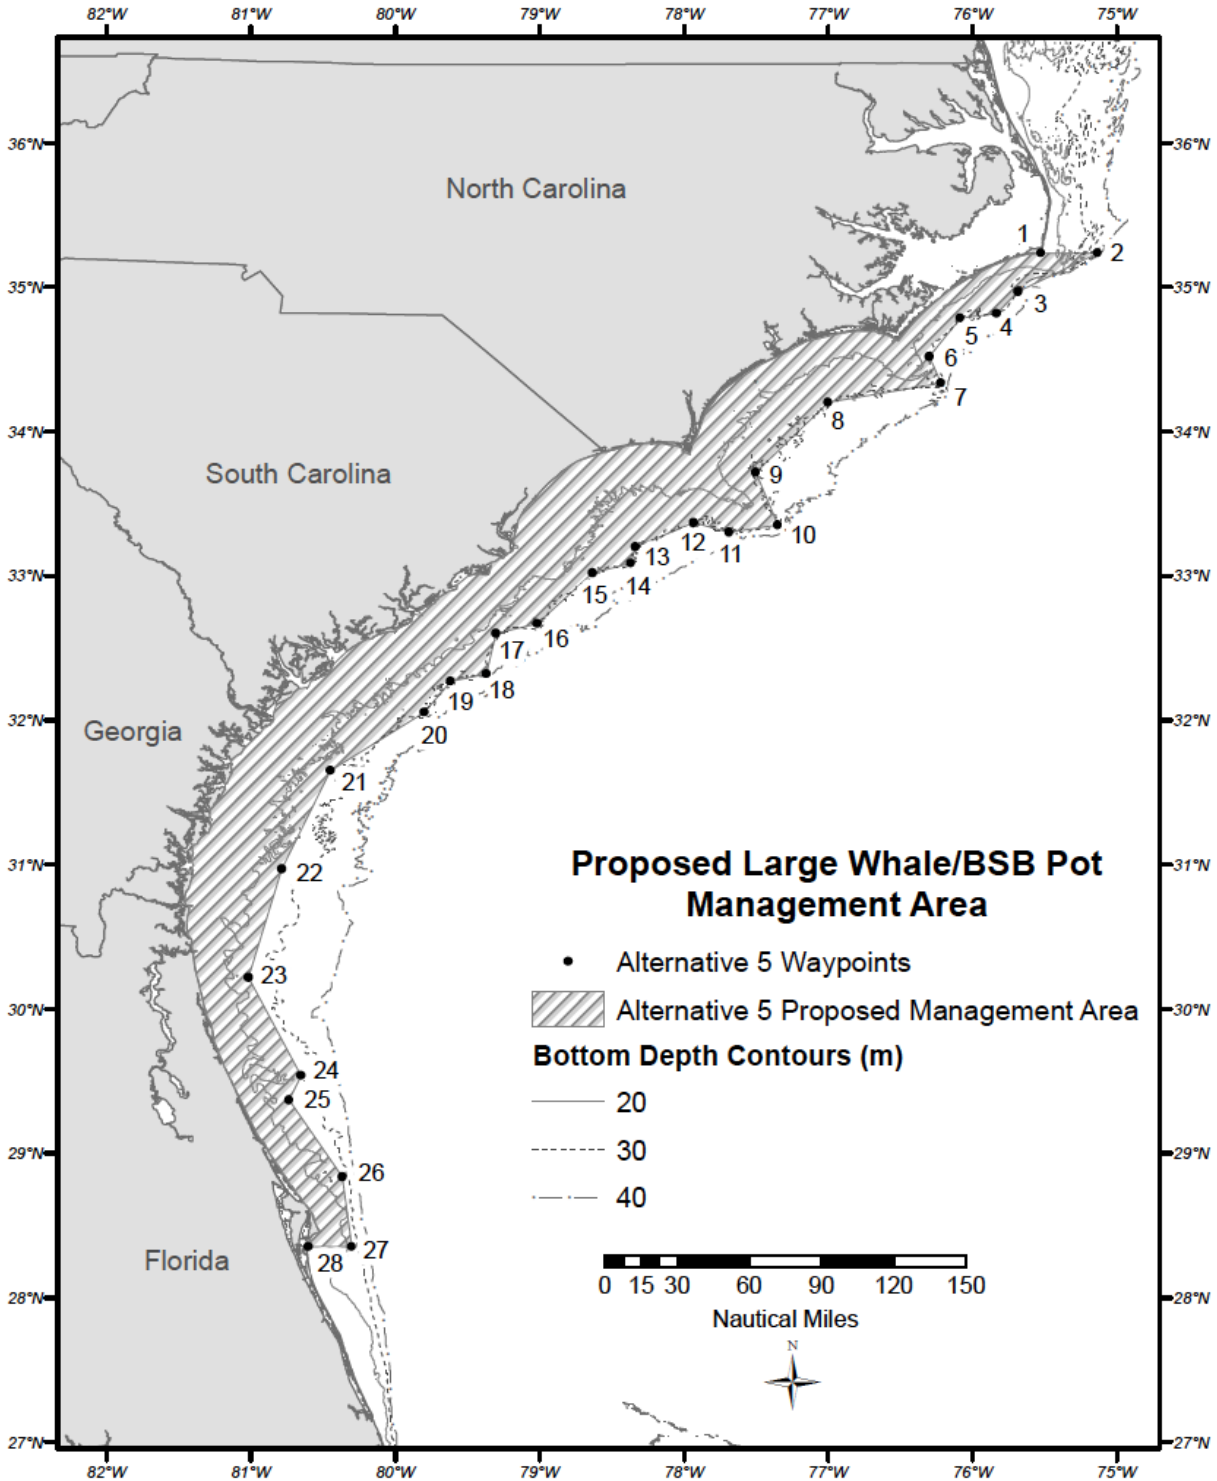 82°W 81°W 80°W 79°W 78°W 77°W 76°W 75°W
36°N 36°N
North Carolina
1
2
35°N 35°N
3
4
5
6
7
8
34°N 34°N
South Carolina
9
10
11
12
13
14
33°N 33°N
15
16
17
18
19
32°N 32°N
Georgia
20
21
31°N 31°N
22
Proposed Large Whale/BSB Pot
Management Area
Alternative 5 Waypoints
23
30°N 30°N
Alternative 5 Proposed Management Area
Bottom Depth Contours (m)
24
25
20
30
29°N 29°N
26
40
Florida
27
28
0 15 30 60 90 120 150
28°N 28°N
Nautical Miles
N
27°N 27°N
82°W 81°W 80°W 79°W 78°W 77°W 76°W 75°W